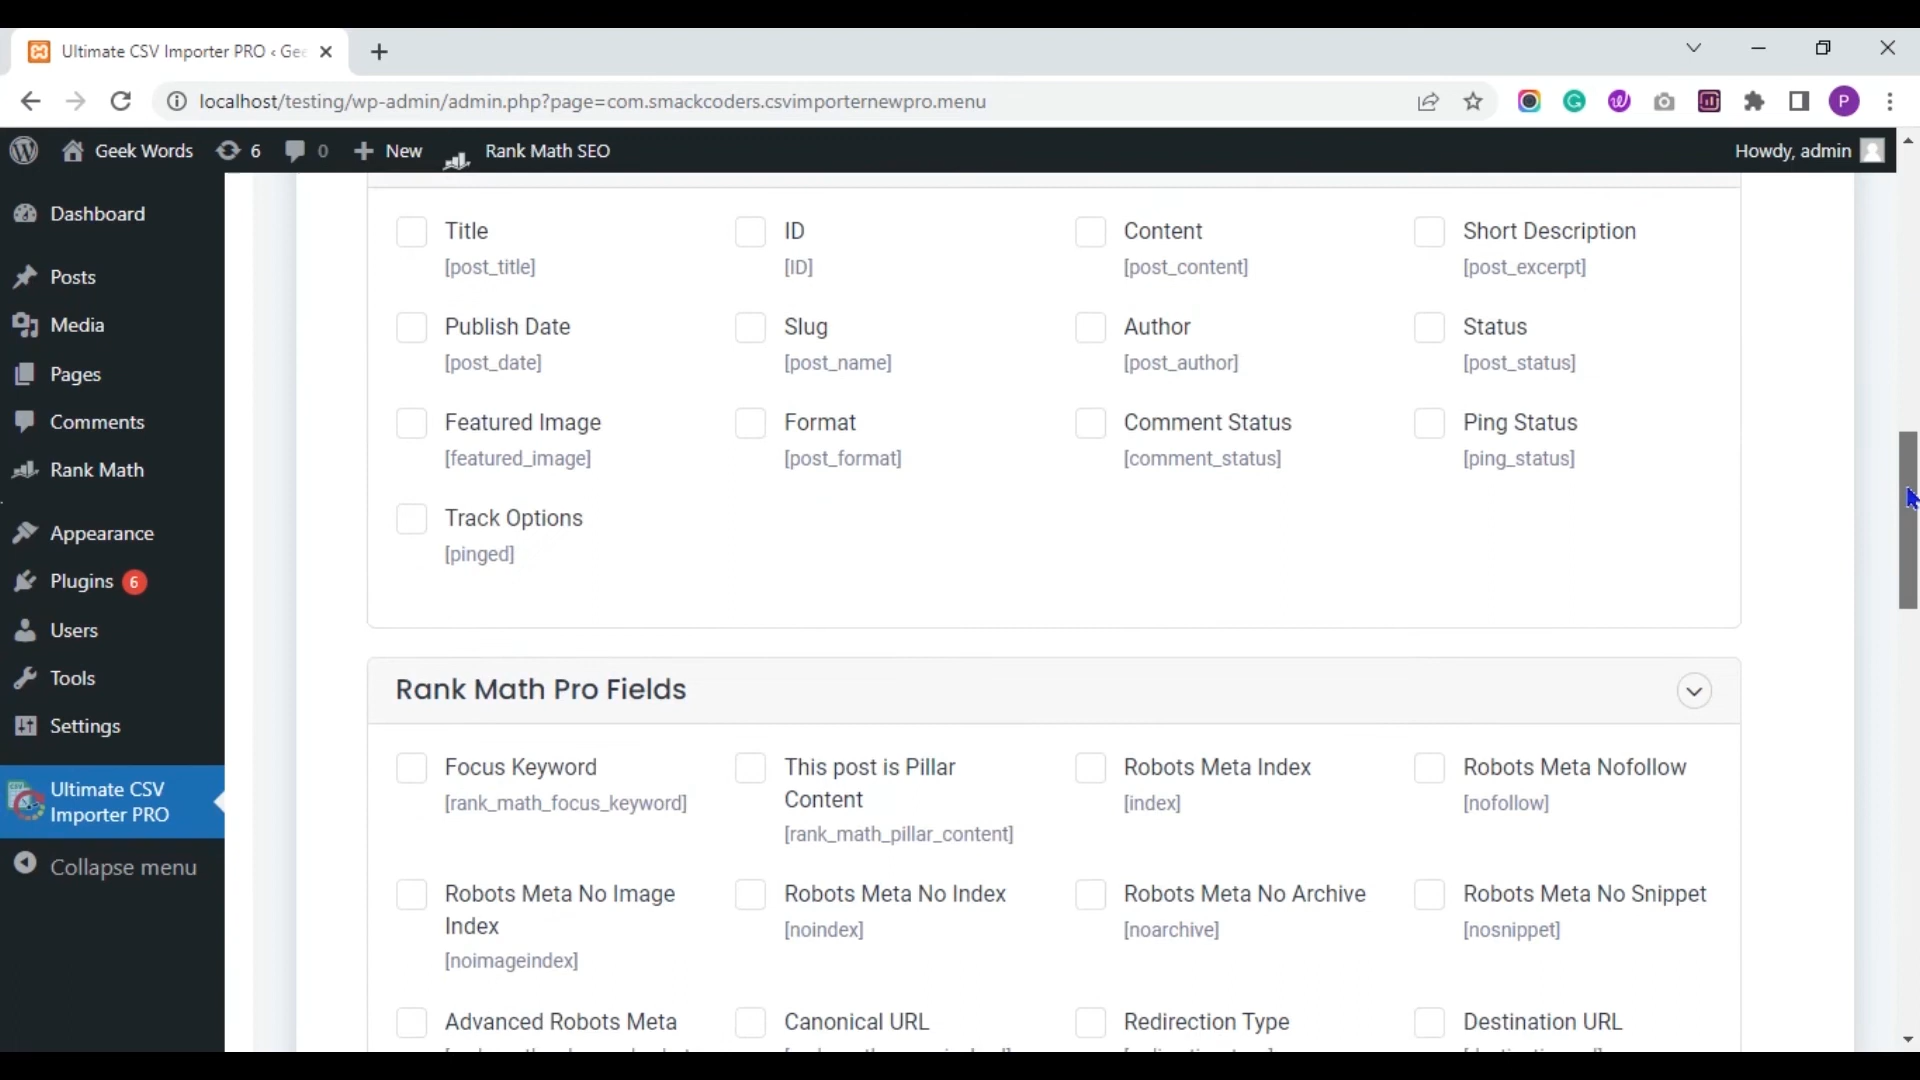 Ultimate CSV Importer PRO ‹ Gee
localhost/testing/wp-admin/admin.php?page=com.smackcoders.csvimporternewpro.menu
P
Geek Words
6
0
New
Rank Math SEO
Howdy, admin
Dashboard
Posts
Media
Pages
Comments
Rank Math
Appearance
Plugins 6
Users
Tools
Settings
Ultimate CSV
Importer PRO
Collapse menu
Title
[post_title]
ID
[ID]
Content
[post_content]
Short Description
[post_excerpt]
Publish Date
[post_date]
Slug
[post_name]
Author
[post_author]
Status
[post_status]
Featured Image
[featured_image]
Format
[post_format]
Comment Status
[comment_status]
Ping Status
[ping_status]
Track Options
[pinged]
Rank Math Pro Fields
Focus Keyword
[rank_math_focus_keyword]
This post is Pillar
Content
[rank_math_pillar_content]
Robots Meta Index
[index]
Robots Meta Nofollow
[nofollow]
Robots Meta No Image
Index
[noimageindex]
Robots Meta No Index
[noindex]
Robots Meta No Archive
[noarchive]
Robots Meta No Snippet
[nosnippet]
Advanced Robots Meta
Canonical URL
Redirection Type
Destination URL